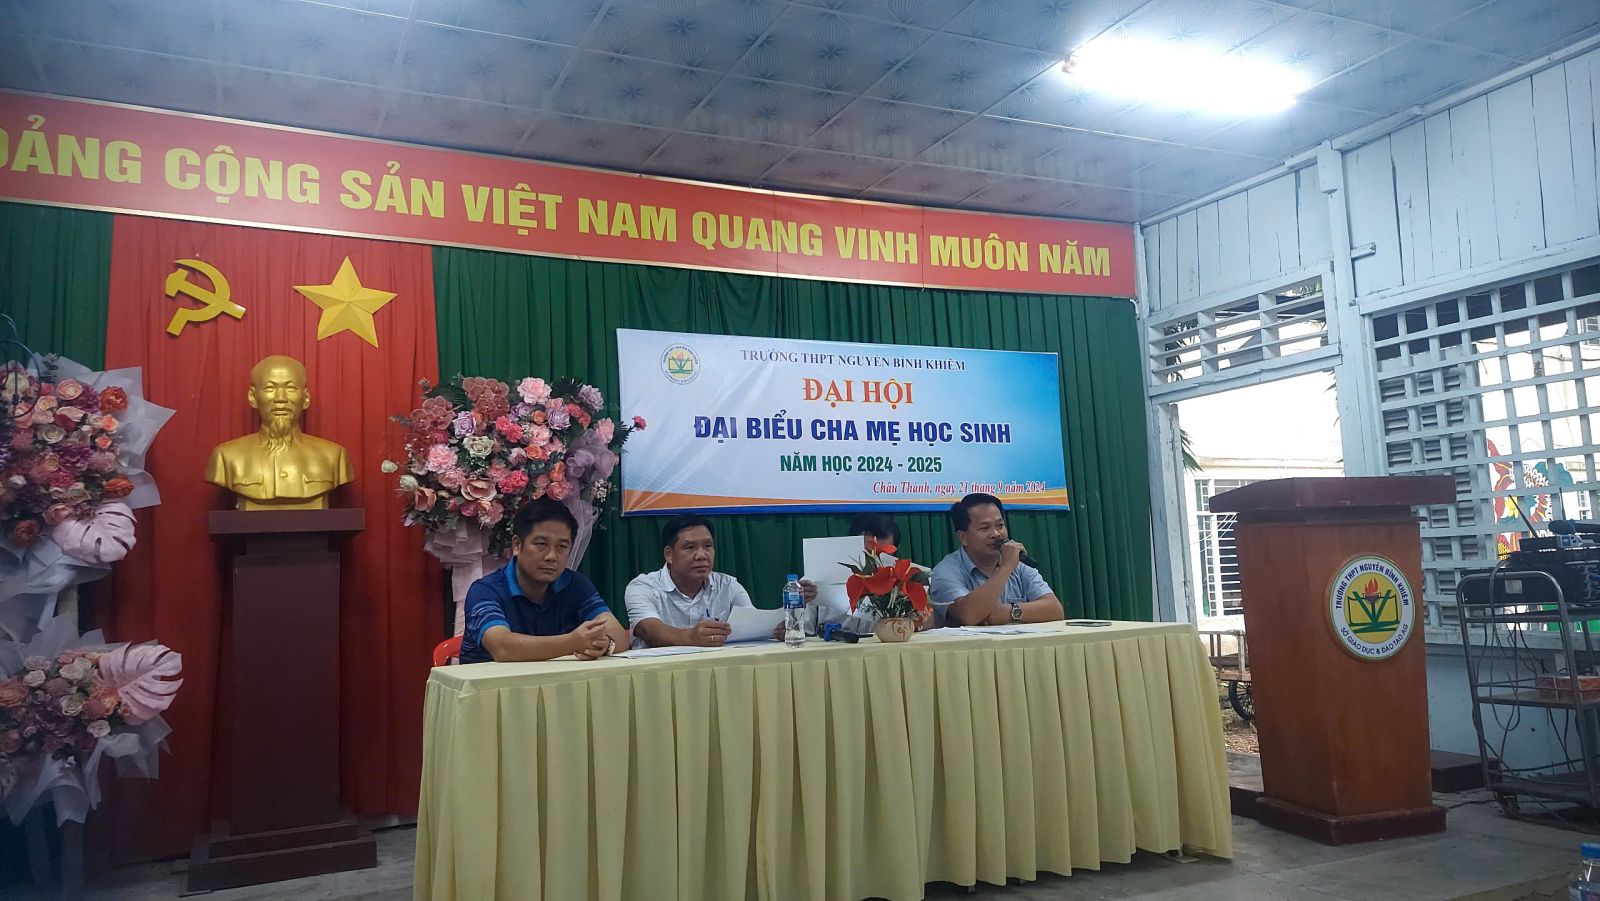 ĐẢNG CỘNG SẢN VIỆT NAM QUANG VINH MUÔN NĂM
TRƯỜNG THPT NGUYỄN BỈNH KHIÊM
ĐẠI HỘI
ĐẠI BIỂU CHA MẸ HỌC SINH
NĂM HỌC 2024 - 2025
Châu Thành, ngày 21 tháng 9 năm 2024
TRƯỜNG THPT NGUYỄN BỈNH KHIÊM
SỞ GIÁO DỤC & ĐÀO TẠO AG